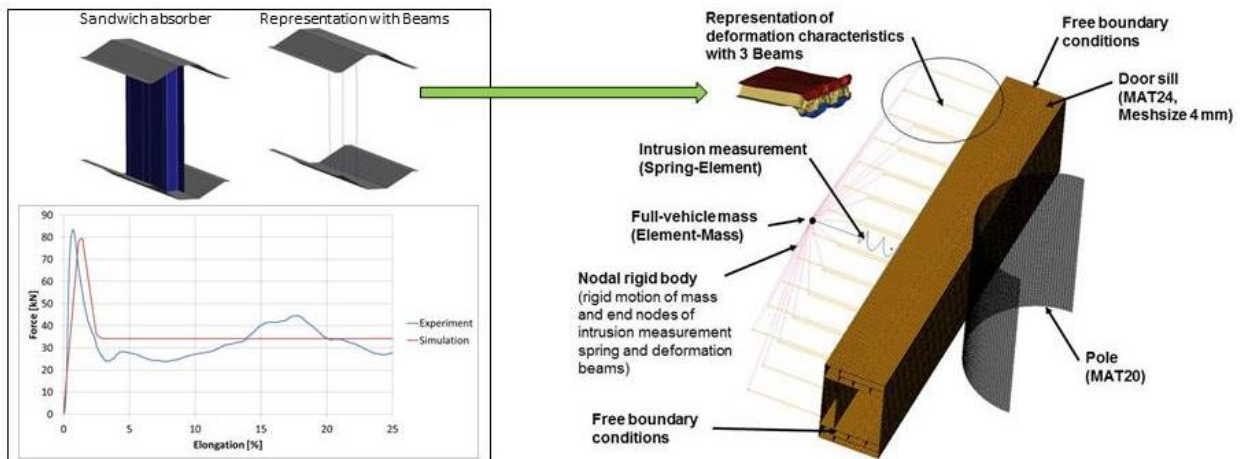 Sandwich absorber
Representation with Beams
90
80
70
60
50
40
30
20
10
0
Force [kN]
0
5
10
15
20
25
Elongation [%]
Experiment
Simulation
Representation of
deformation characteristics
with 3 Beams
Free boundary
conditions
Door sill
(MAT24,
Meshsize 4 mm)
Intrusion measurement
(Spring-Element)
Full-vehicle mass
(Element-Mass)
Nodal rigid body
(rigid motion of mass
and end nodes of
intrusion measurement
spring and deformation
beams)
Pole
(MAT20)
Free boundary
conditions